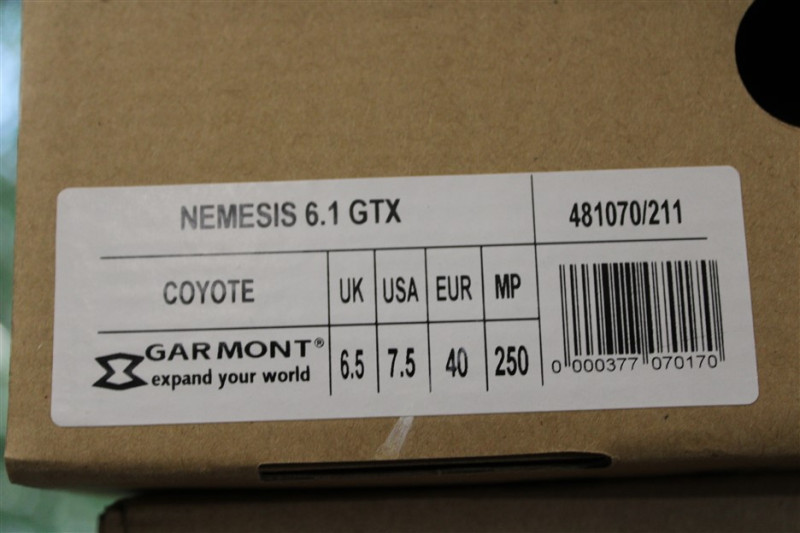 NEMESIS 6.1 GTX 481070/211
COYOTE UK USA EUR MP
GARMONT®
expand your world
6.5 7.5 40 250
0 000377 070170